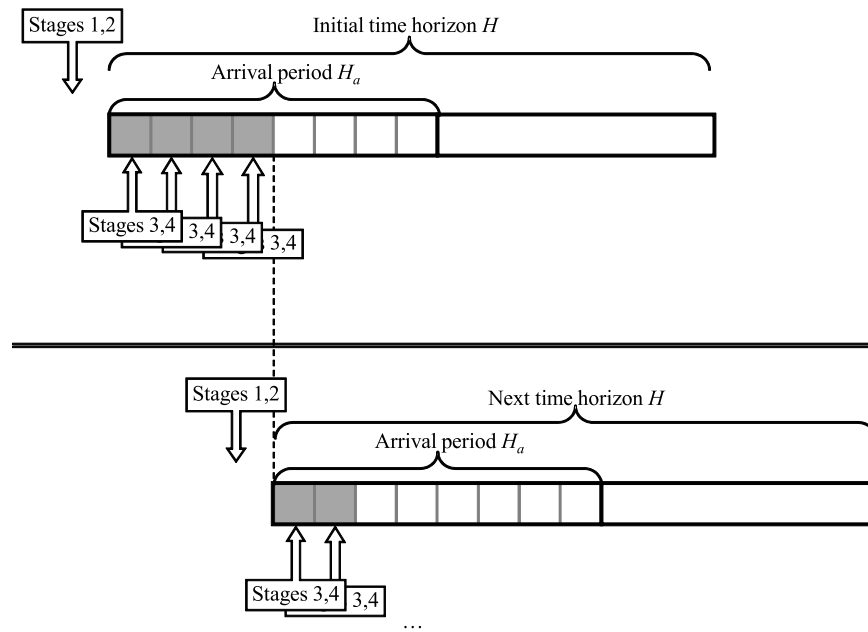 Stages 1,2
Initial time horizon H
Arrival period Ha
Stages 3,4
3,4
3,4
3,4
Stages 1,2
Next time horizon H
Arrival period Ha
Stages 3,4
3,4
...